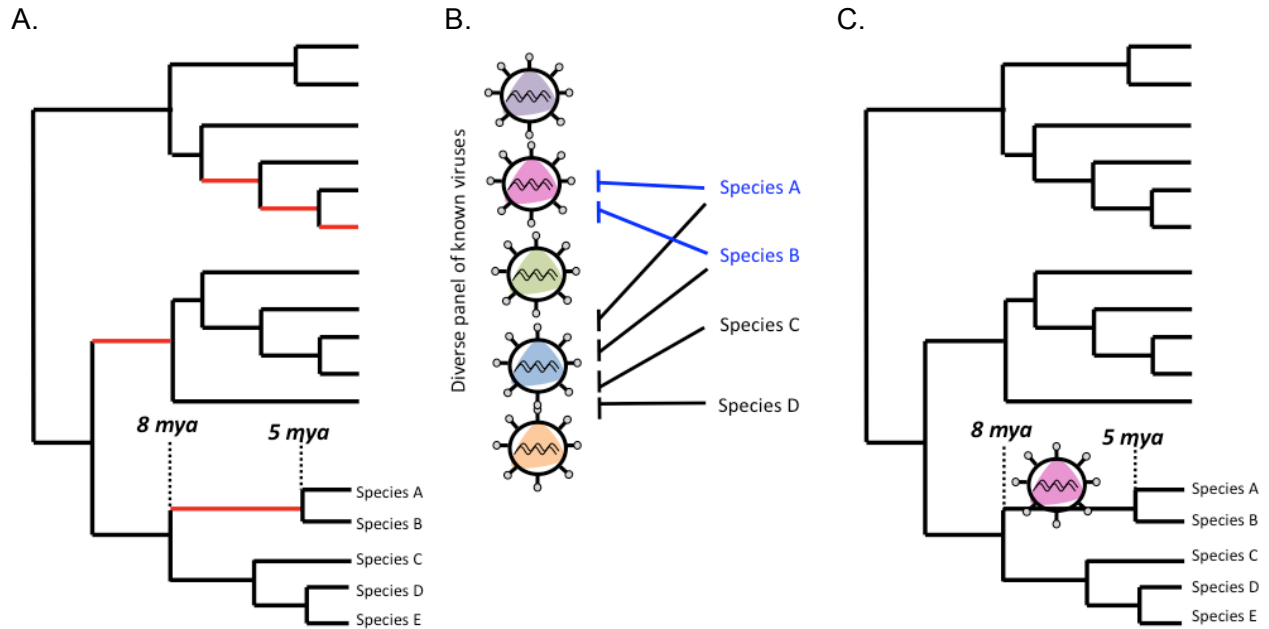 A.
B.
C.
8 mya
5 mya
Species A
Species B
Species C
Species D
Species E
Diverse panel of known viruses
Species A
Species B
Species C
Species D
8 mya
5 mya
Species A
Species B
Species C
Species D
Species E